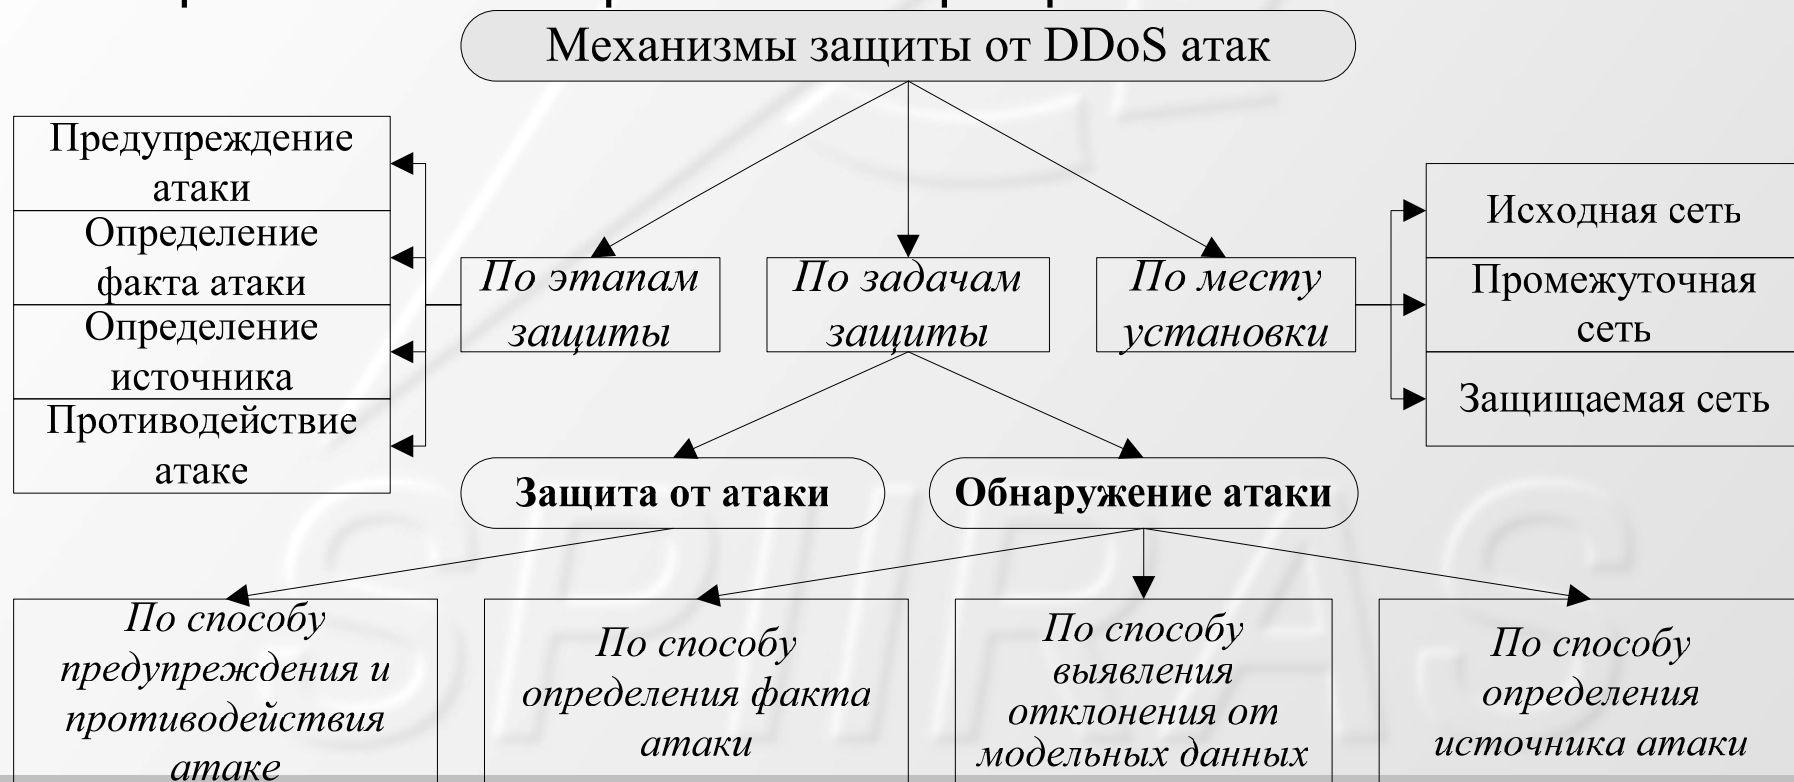 Механизмы защиты от DDoS атак
Предупреждение
атаки
Определение
факта атаки
Определение
источника
Противодействие
атаке
По этапам
защиты
По задачам
защиты
По месту
установки
Исходная сеть
Промежуточная
сеть
Защищаемая сеть
Защита от атаки
Обнаружение атаки
По способу
предупреждения и
противодействия
атаке
По способу
определения факта
атаки
По способу
выявления
отклонения от
модельных данных
По способу
определения
источника атаки
SPIIRAS